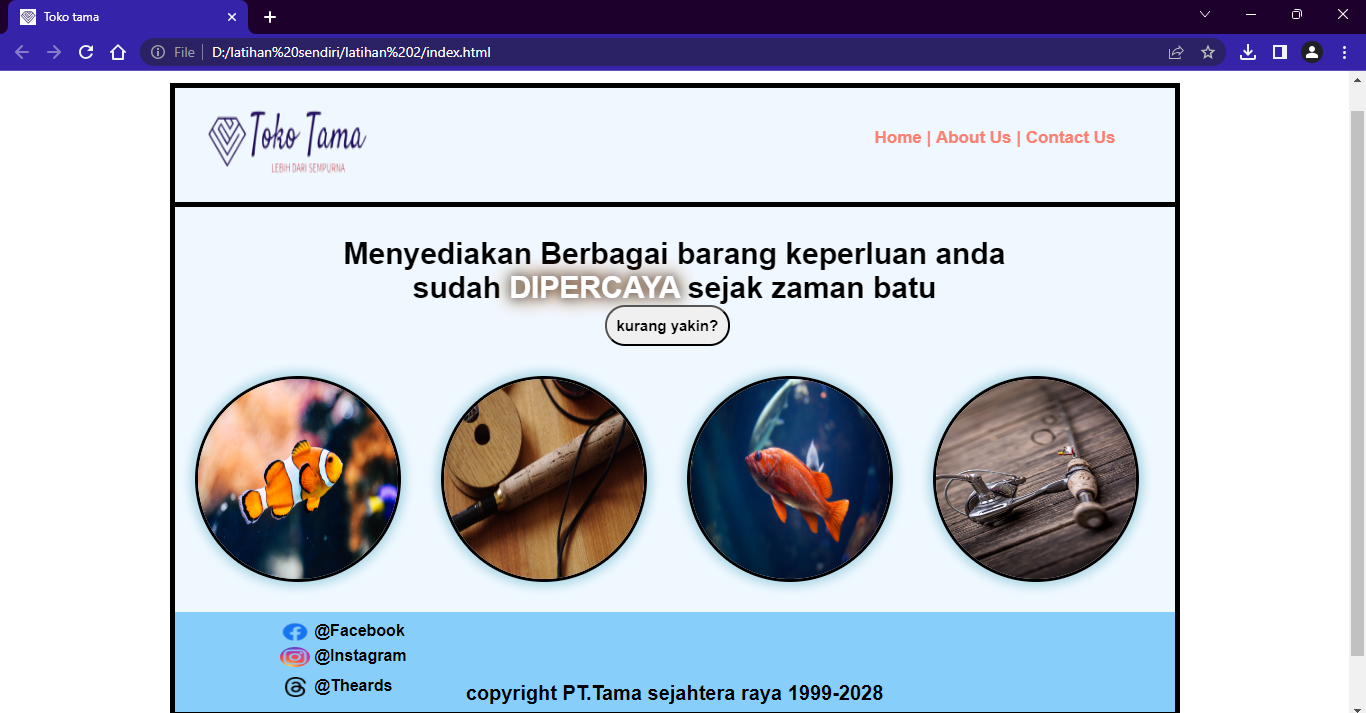 Toko tama
File
D:/latihan%20sendiri/latihan%202/index.html
Toko Tama
LEBIH DARI SEMPURNA
Home | About Us | Contact Us
Menyediakan Berbagai barang keperluan anda
sudah DIPERCAYA sejak zaman batu
kurang yakin?
@Facebook
@Instagram
@Theards
copyright PT.Tama sejahtera raya 1999-2028